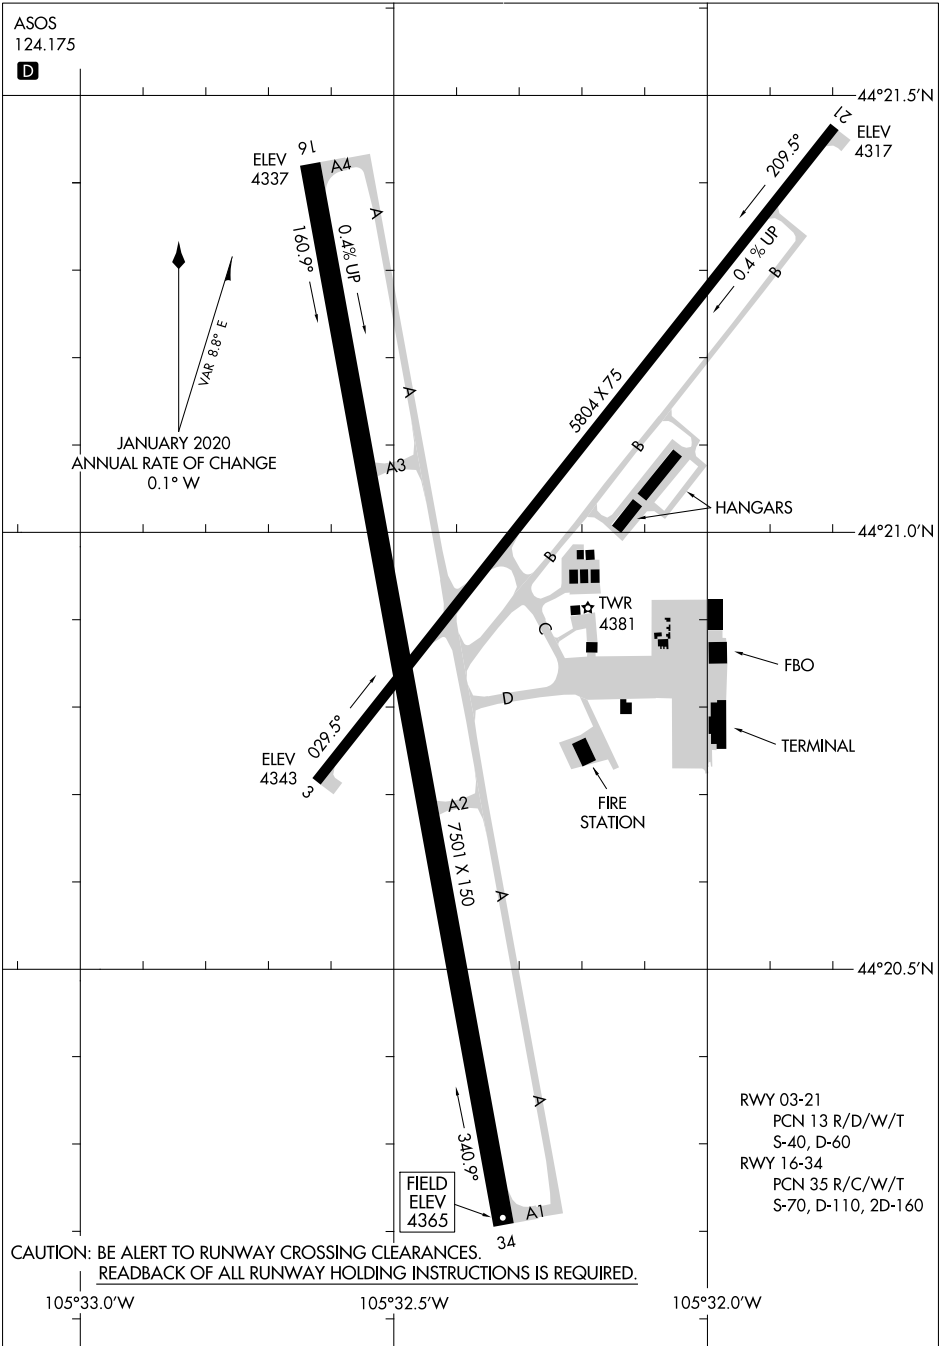 ASOS
124.175
D
44°21.5'N
21
ELEV
4317
16
ELEV
4337
A4
209.5°
A
160.9°
0.4% UP
0.4% UP
B
VAR 8.8° E
A
5804 X 75
JANUARY 2020
ANNUAL RATE OF CHANGE
0.1° W
B
A3
HANGARS
44°21.0'N
B
TWR
4381
C
FBO
D
029.5°
TERMINAL
ELEV
4343
3
A2
FIRE
STATION
7501 X 150
A
44°20.5'N
A
340.9°
RWY 03-21
PCN 13 R/D/W/T
S-40, D-60
RWY 16-34
PCN 35 R/C/W/T
S-70, D-110, 2D-160
FIELD
ELEV
4365
A1
34
CAUTION: BE ALERT TO RUNWAY CROSSING CLEARANCES.
READBACK OF ALL RUNWAY HOLDING INSTRUCTIONS IS REQUIRED.
105°33.0'W
105°32.5'W
105°32.0'W